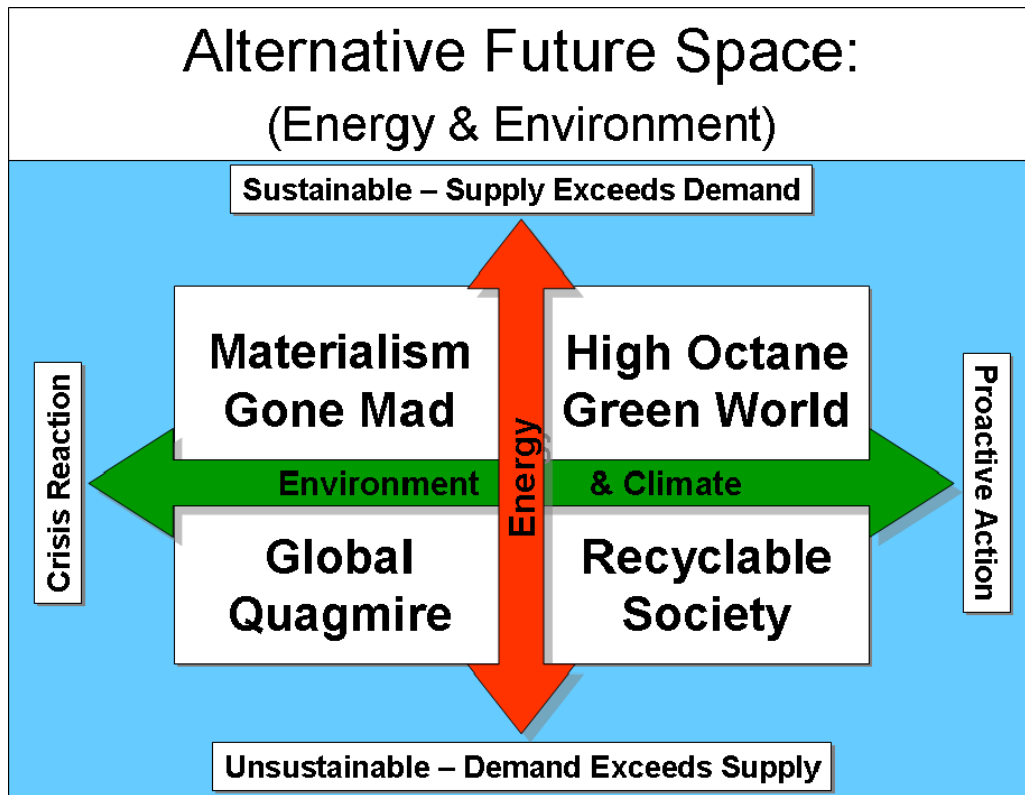 Alternative Future Space:
(Energy & Environment)
Sustainable – Supply Exceeds Demand
Materialism
Gone Mad
High Octane
Green World
Crisis Reaction
Environment & Climate
Energy
Proactive Action
Global
Quagmire
Recyclable
Society
Unsustainable – Demand Exceeds Supply